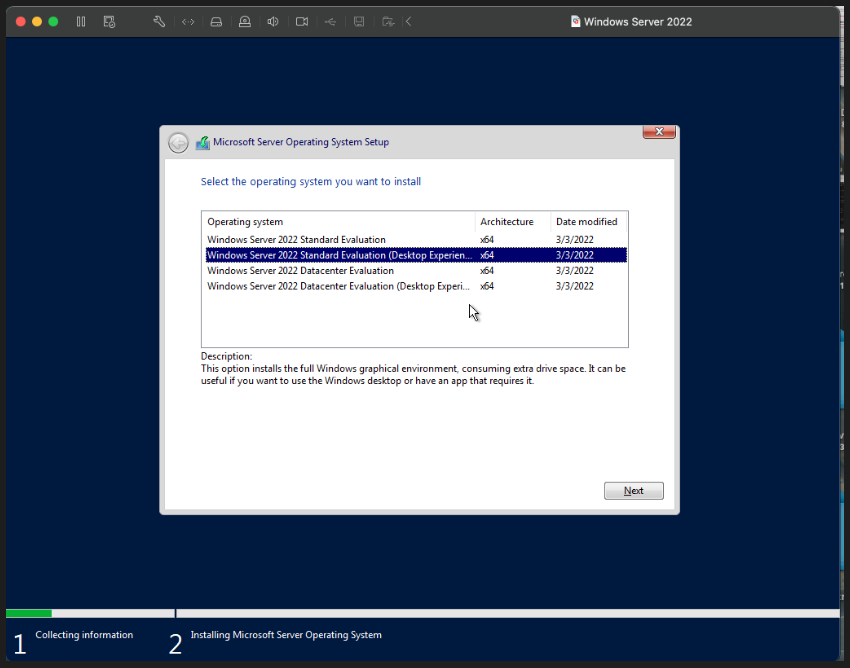 Windows Server 2022
Microsoft Server Operating System Setup
Select the operating system you want to install
Operating system Architecture Date modified
Windows Server 2022 Standard Evaluation x64 3/3/2022
Windows Server 2022 Standard Evaluation (Desktop Experien... x64 3/3/2022
Windows Server 2022 Datacenter Evaluation x64 3/3/2022
Windows Server 2022 Datacenter Evaluation (Desktop Experi... x64 3/3/2022
Description:
This option installs the full Windows graphical environment, consuming extra drive space. It can be
useful if you want to use the Windows desktop or have an app that requires it.
Next
1 Collecting information 2 Installing Microsoft Server Operating System